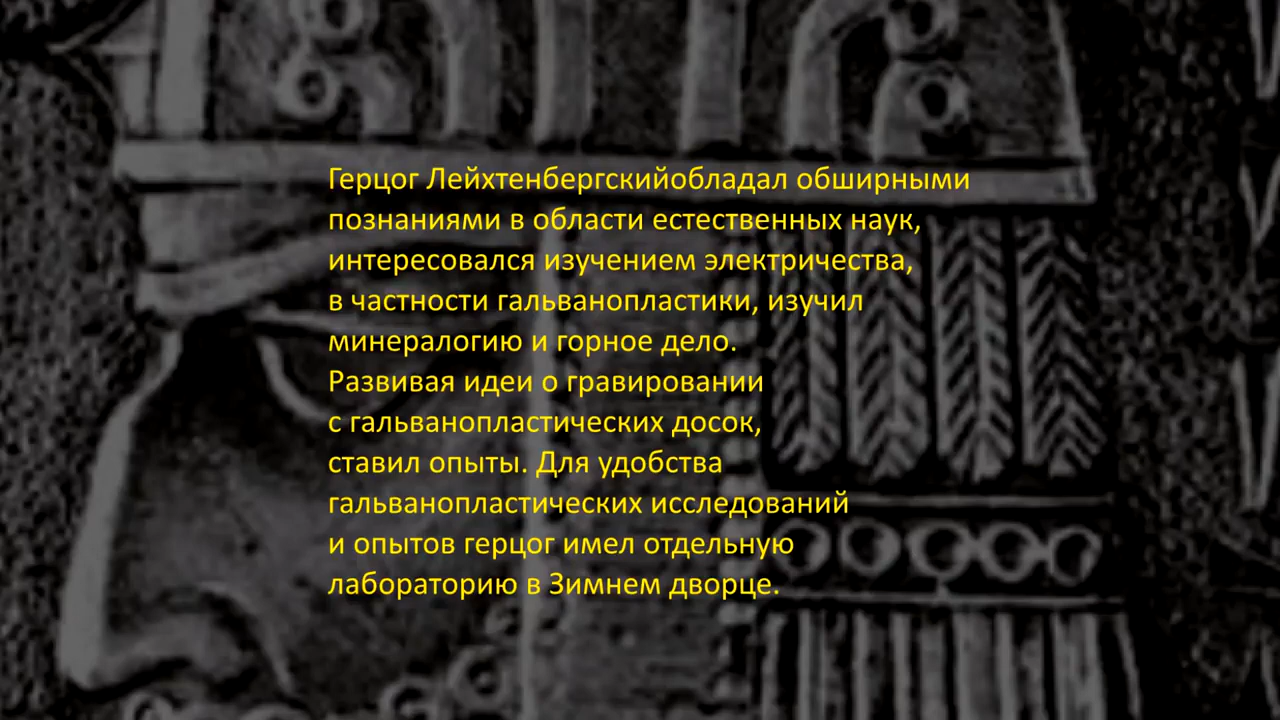 Герцог Лейхтенбергскийобладал обширными
познаниями в области естественных наук,
интересовался изучением электричества,
в частности гальванопластики, изучил
минералогию и горное дело.
Развивая идеи о гравировании
с гальванопластических досок,
ставил опыты. Для удобства
гальванопластических исследований
и опытов герцог имел отдельную
лабораторию в Зимнем дворце.